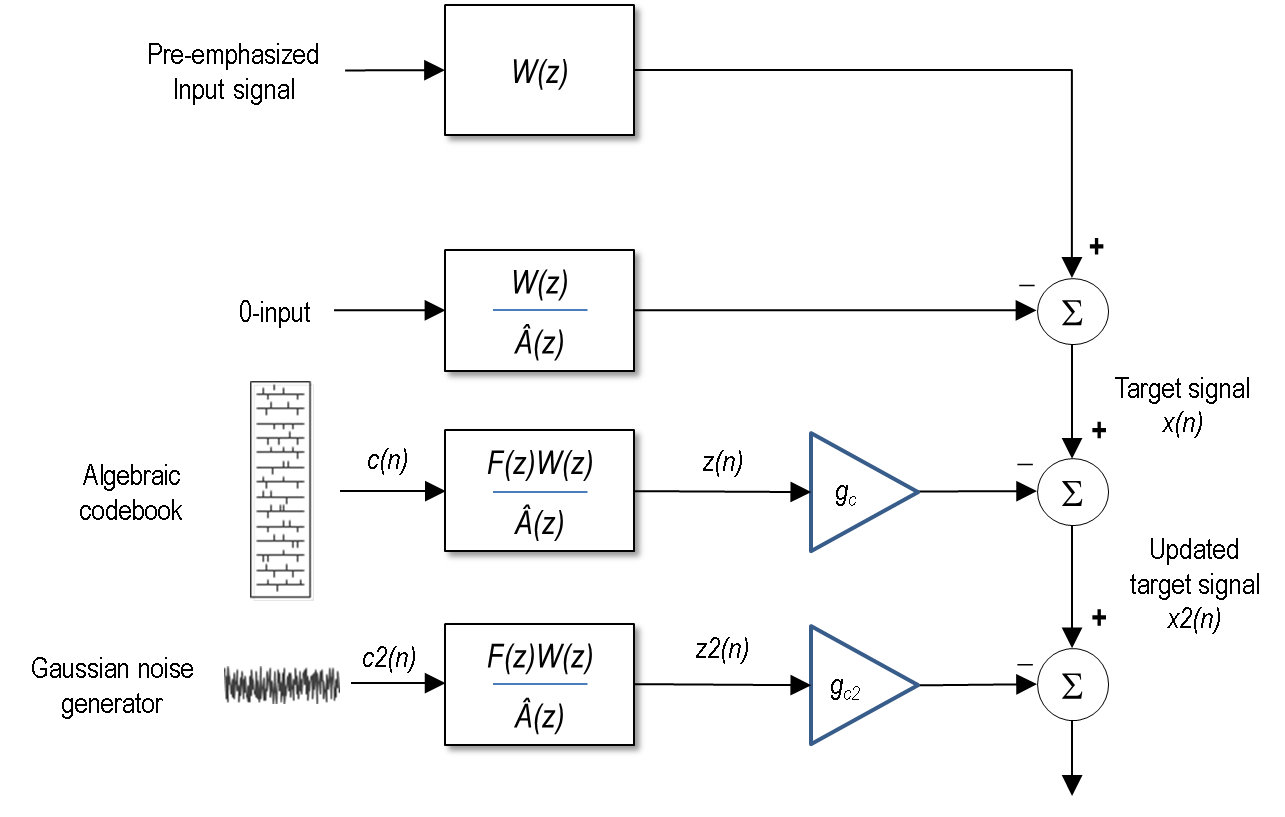 Pre-emphasized
Input signal
W(z)
+
0-input
W(z)
Â(z)
–
Σ
Target signal
x(n)
Algebraic
codebook
c(n)
F(z)W(z)
Â(z)
z(n)
gc
+
–
Σ
Updated
target signal
x2(n)
Gaussian noise
generator
c2(n)
F(z)W(z)
Â(z)
z2(n)
gc2
+
–
Σ